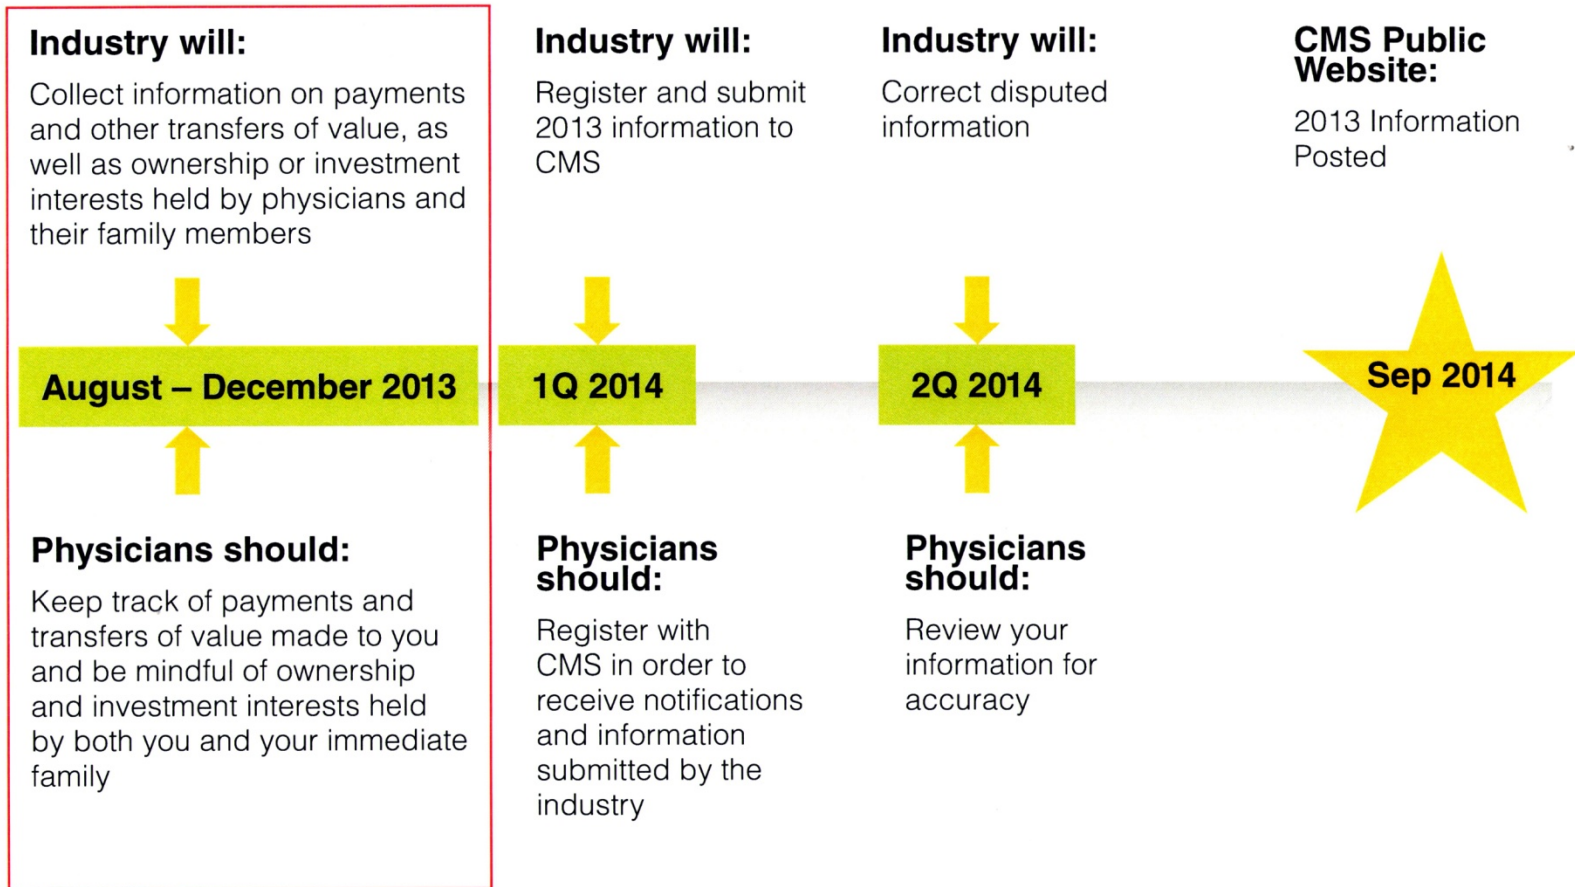 Industry will:
Collect information on payments
and other transfers of value, as
well as ownership or investment
interests held by physicians and
their family members
Industry will:
Register and submit
2013 information to
CMS
Industry will:
Correct disputed
information
CMS Public
Website:
2013 Information
Posted
August – December 2013
1Q 2014
2Q 2014
Sep 2014
Physicians should:
Keep track of payments and
transfers of value made to you
and be mindful of ownership
and investment interests held
by both you and your immediate
family
Physicians
should:
Register with
CMS in order to
receive notifications
and information
submitted by the
industry
Physicians
should:
Review your
information for
accuracy